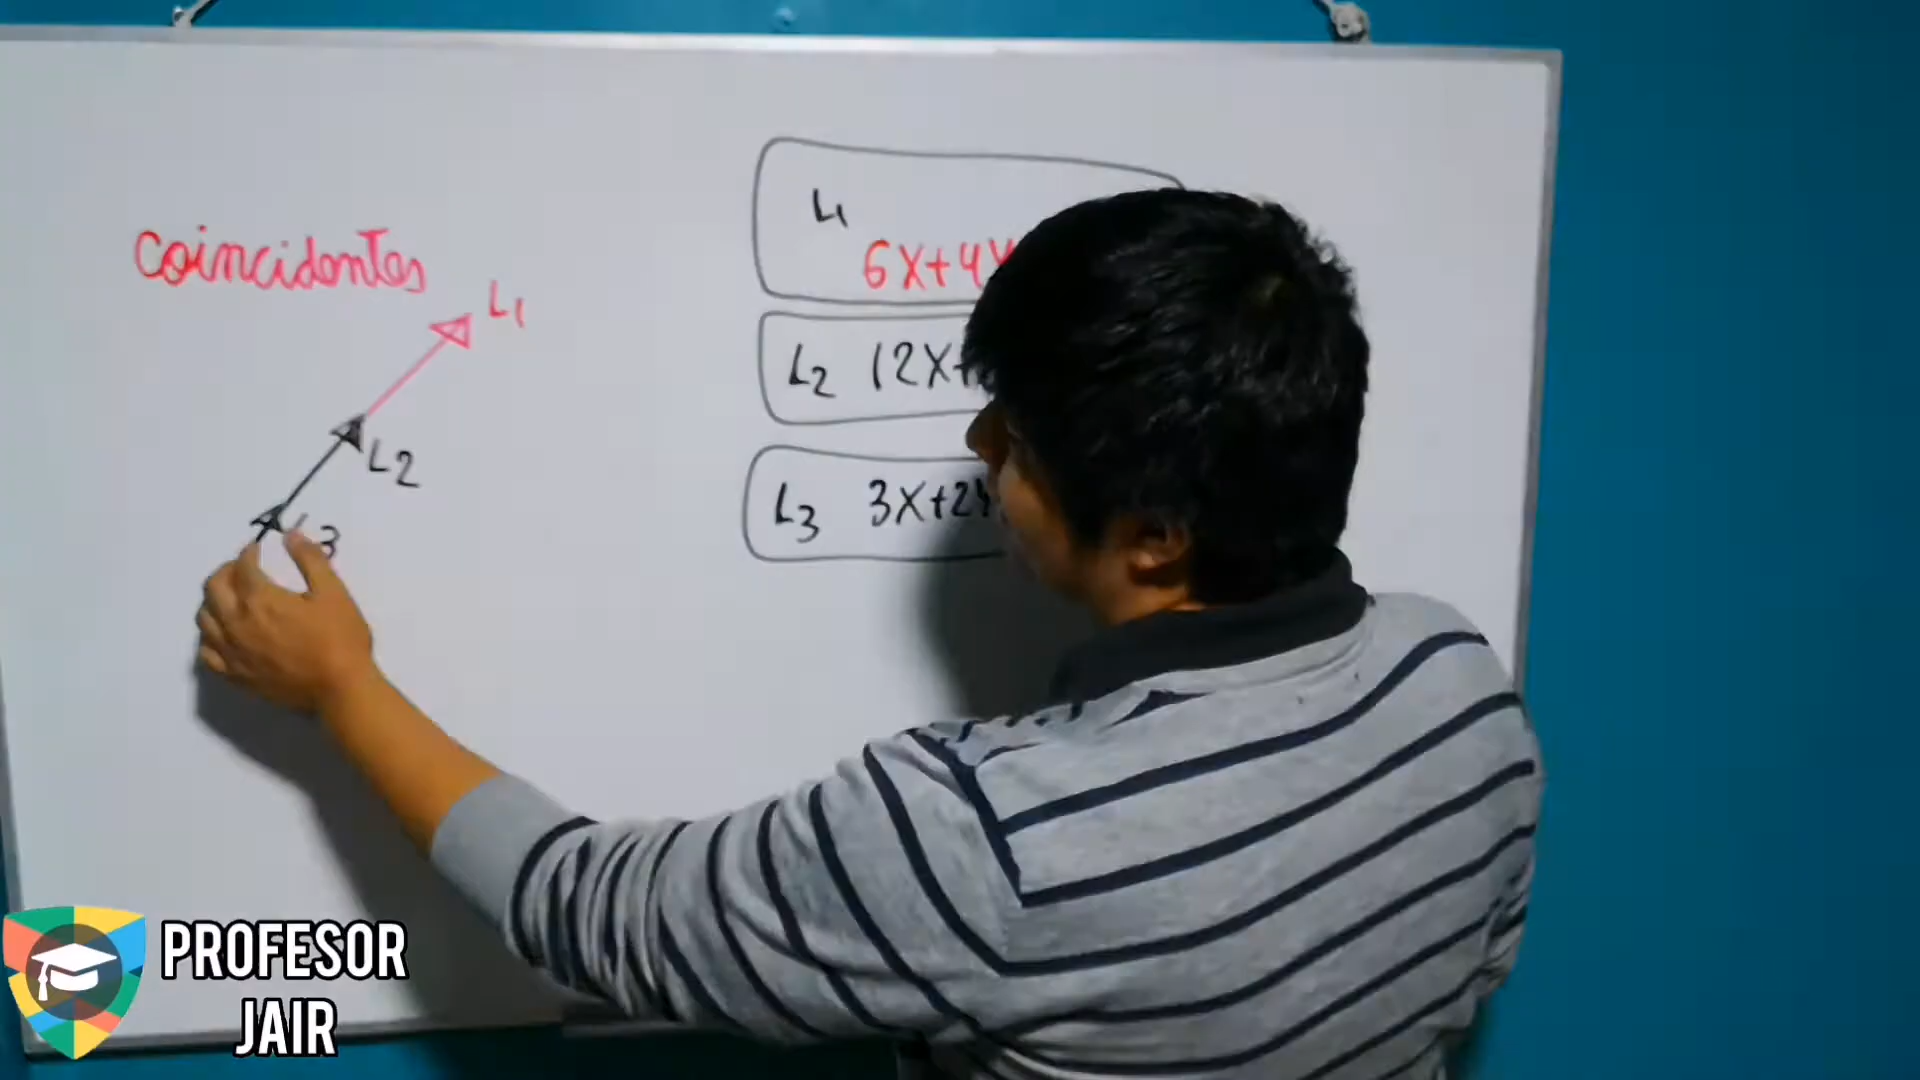 Coincidentes
L1
L2
L3
L1
6X+4Y
L2 12X+
L3 3X+2Y
PROFESOR
JAIR